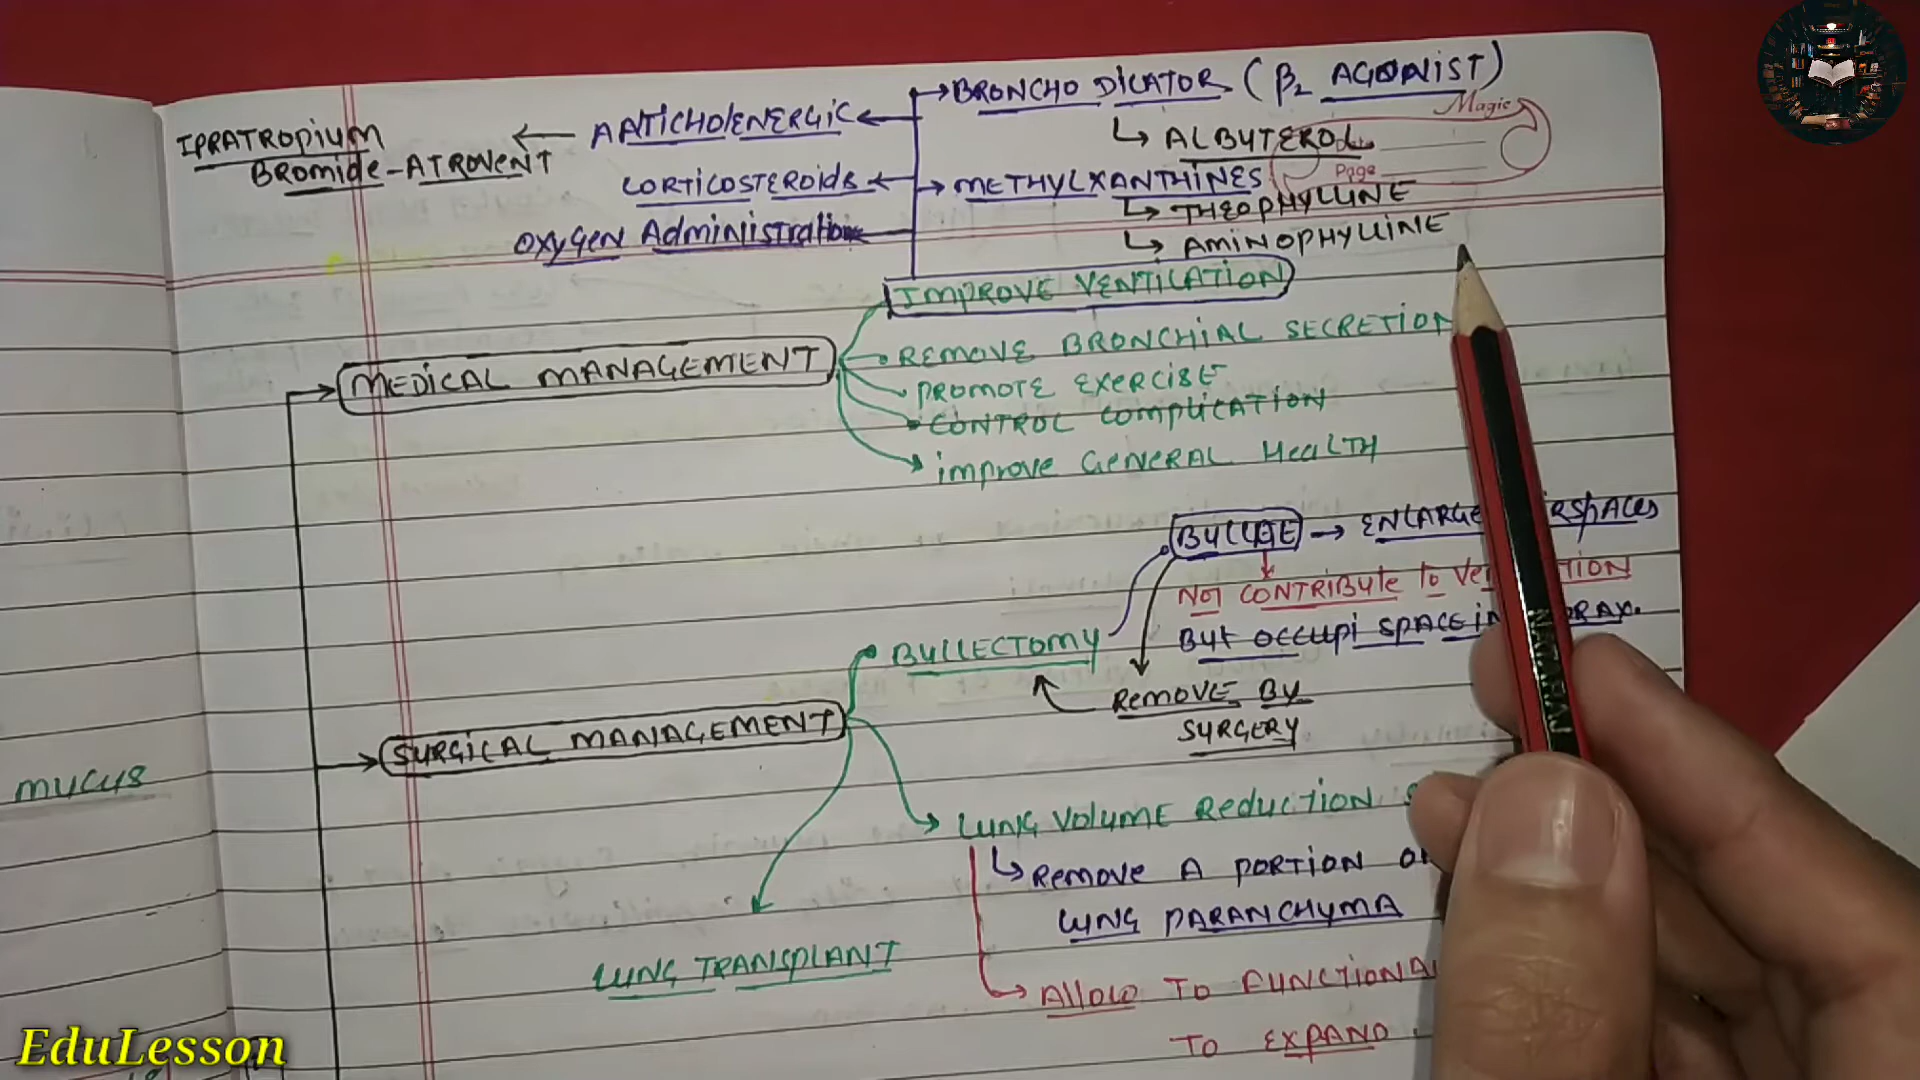 BRONCHO DICATOR (β2 AGONIST)
ANTICHOLENERGIC
IPRATROPIUM
BROMIDE-ATROVENT
Magic
ALBUTEROL
CORTICOSTEROIDS
METHYLXANTHINES
Page
THEOPHYLLINE
OXYGEN Administration
AMINOPHYLLINE
IMPROVE VENTILATION
REMOVE BRONCHIAL SECRETION
MEDICAL MANAGEMENT
PROMOTE EXERCISE
CONTROL COMPLICATION
improve GENERAL HeaLTH
BULLAE → ENLARGE
NOT CONTRIBUTE to
BUT OCCUPI SPACE IN
BULLECTOMY
REMOVE BY
SURGERY
SURGICAL MANAGEMENT
MUCUS
LUNG VOLUME REDUCTION
REMOVE A PORTION
LUNG PARANCHYMA
LUNG TRANSPLANT
Allow TO FUNCTIONAL
TO EXPAND
EduLesson